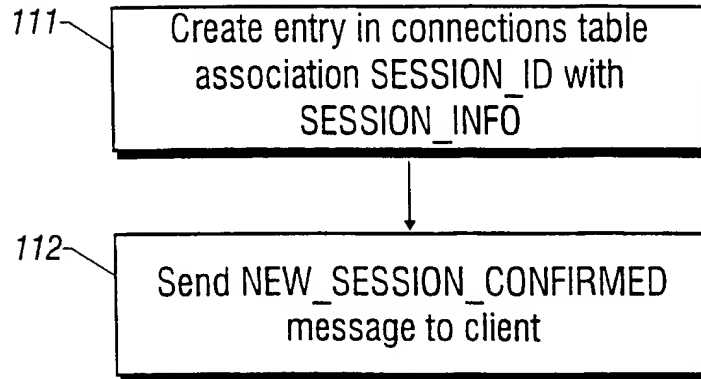 111
Create entry in connections table
association SESSION_ID with
SESSION_INFO
112
Send NEW_SESSION_CONFIRMED
message to client